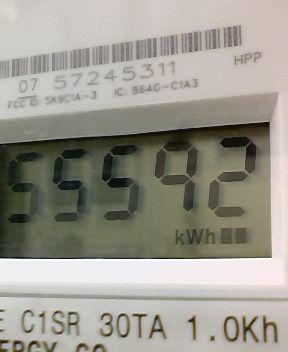 HPP
07 57245311
FCC ID: SK9C1A-3 IC: 864G-C1A3
55592
kWh
E C1SR 30TA 1.0Kh